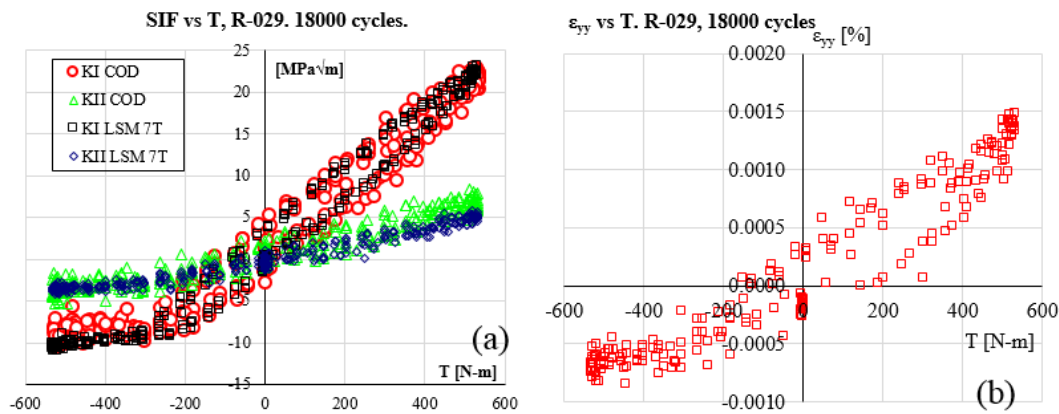 SIF vs T, R-029. 18000 cycles.
25
[MPa√m]
20
15
10
5
-5
-10
-15
KI COD
KII COD
KI LSM 7T
KII LSM 7T
(a)
T [N-m]
-600 -400 -200 0 200 400 600
εyy vs T. R-029, 18000 cycles
εyy [%]
0.0020
0.0015
0.0010
0.0005
0.0000
-0.0005
-0.0010
-600 -400 -200 0 200 400 600
T [N-m]
(b)